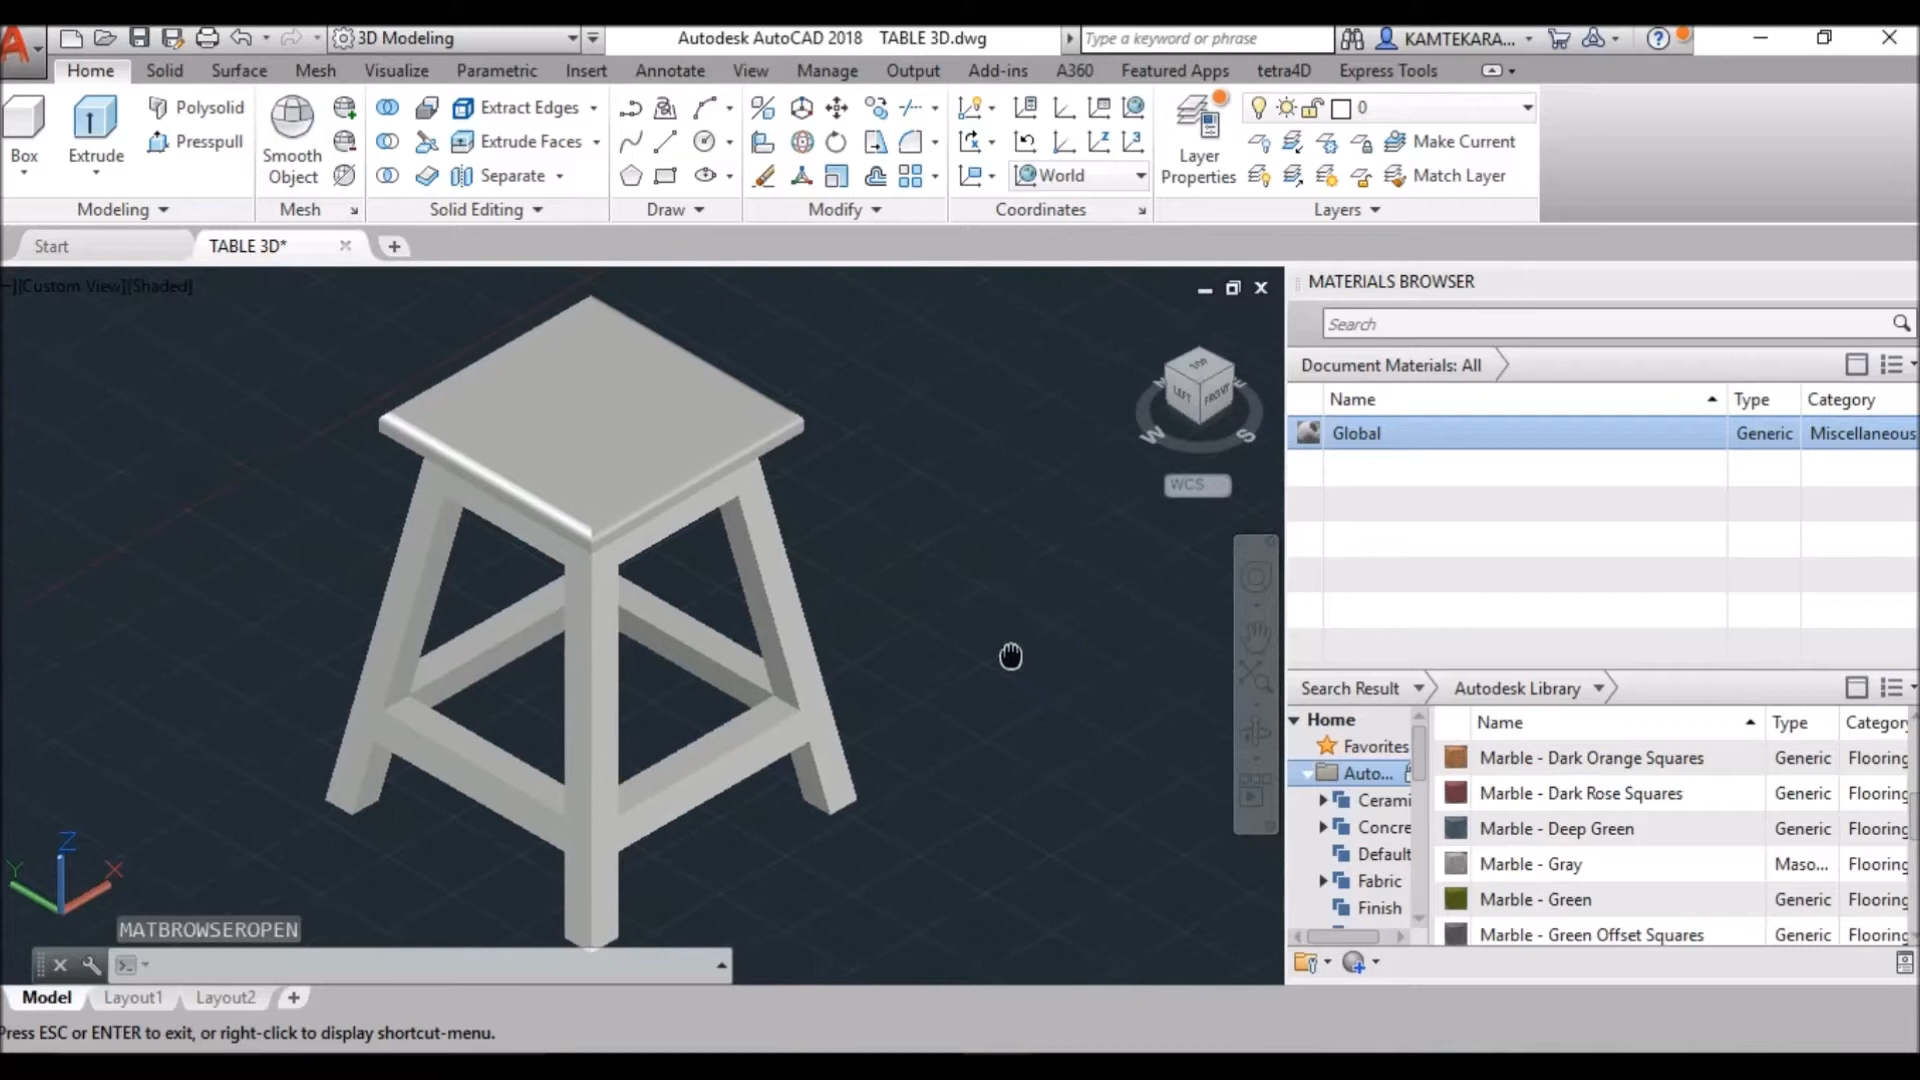 3D Modeling
Autodesk AutoCAD 2018 TABLE 3D.dwg
Type a keyword or phrase
KAMTEKARA...
Home Solid Surface Mesh Visualize Parametric Insert Annotate View Manage Output Add-ins A360 Featured Apps tetra4D Express Tools
Box
Extrude
Polysolid
Presspull
Smooth
Object
Extract Edges
Extrude Faces
Separate
World
Layer
Properties
0
Make Current
Match Layer
Modeling Mesh Solid Editing Draw Modify Coordinates Layers
Start TABLE 3D*
[Custom View][Shaded]
TOP
LEFT
FRONT
N
E
W
S
WCS
MATERIALS BROWSER
Search
Document Materials: All
Name Type Category
Global Generic Miscellaneous
Search Result Autodesk Library
Home
Favorites
Auto...
Cerami
Concre
Default
Fabric
Finish
Name Type Category
Marble - Dark Orange Squares Generic Flooring
Marble - Dark Rose Squares Generic Flooring
Marble - Deep Green Generic Flooring
Marble - Gray Maso... Flooring
Marble - Green Generic Flooring
Marble - Green Offset Squares Generic Flooring
Z
Y
X
MATBROWSEROPEN
Model Layout1 Layout2
Press ESC or ENTER to exit, or right-click to display shortcut-menu.